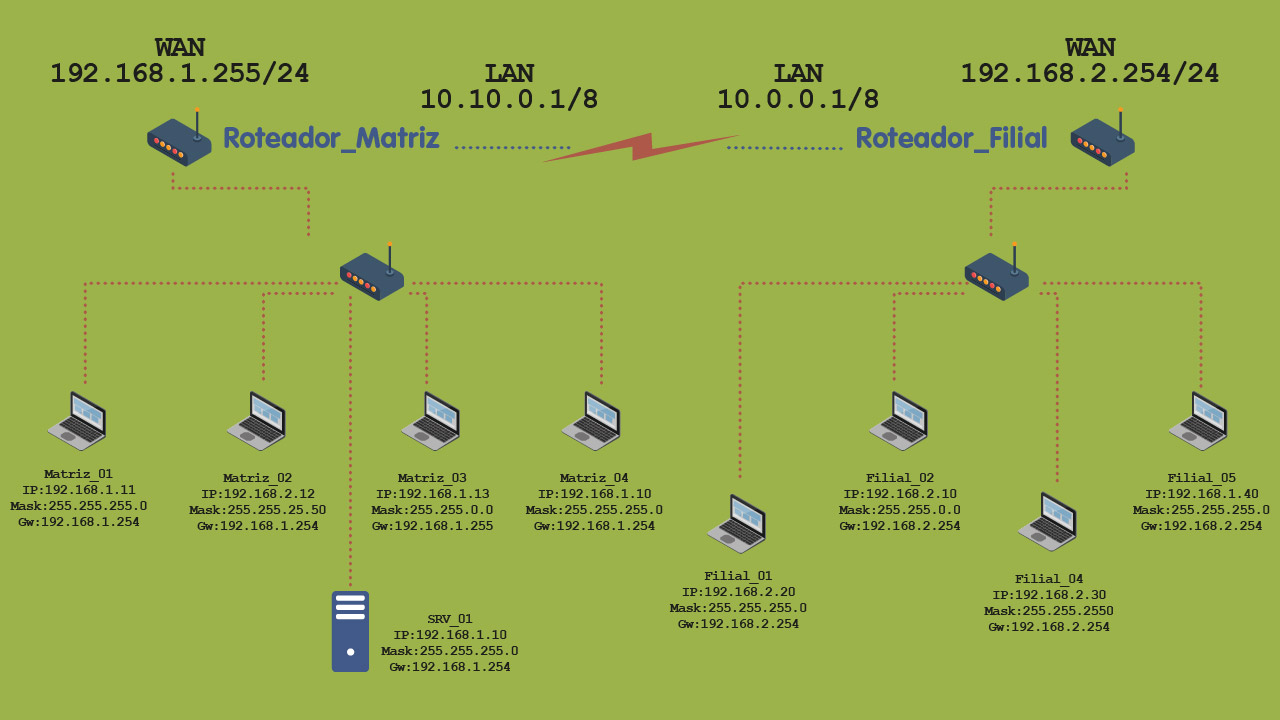 WAN
192.168.1.255/24
LAN
10.10.0.1/8
LAN
10.0.0.1/8
WAN
192.168.2.254/24
Roteador_Matriz
Roteador_Filial
Matriz_01
IP:192.168.1.11
Mask:255.255.255.0
Gw:192.168.1.254
Matriz_02
IP:192.168.2.12
Mask:255.255.25.50
Gw:192.168.1.254
Matriz_03
IP:192.168.1.13
Mask:255.255.0.0
Gw:192.168.1.255
Matriz_04
IP:192.168.1.10
Mask:255.255.255.0
Gw:192.168.1.254
Filial_01
IP:192.168.2.20
Mask:255.255.255.0
Gw:192.168.2.254
Filial_02
IP:192.168.2.10
Mask:255.255.0.0
Gw:192.168.2.254
Filial_04
IP:192.168.2.30
Mask:255.255.2550
Gw:192.168.2.254
Filial_05
IP:192.168.1.40
Mask:255.255.255.0
Gw:192.168.2.254
SRV_01
IP:192.168.1.10
Mask:255.255.255.0
Gw:192.168.1.254